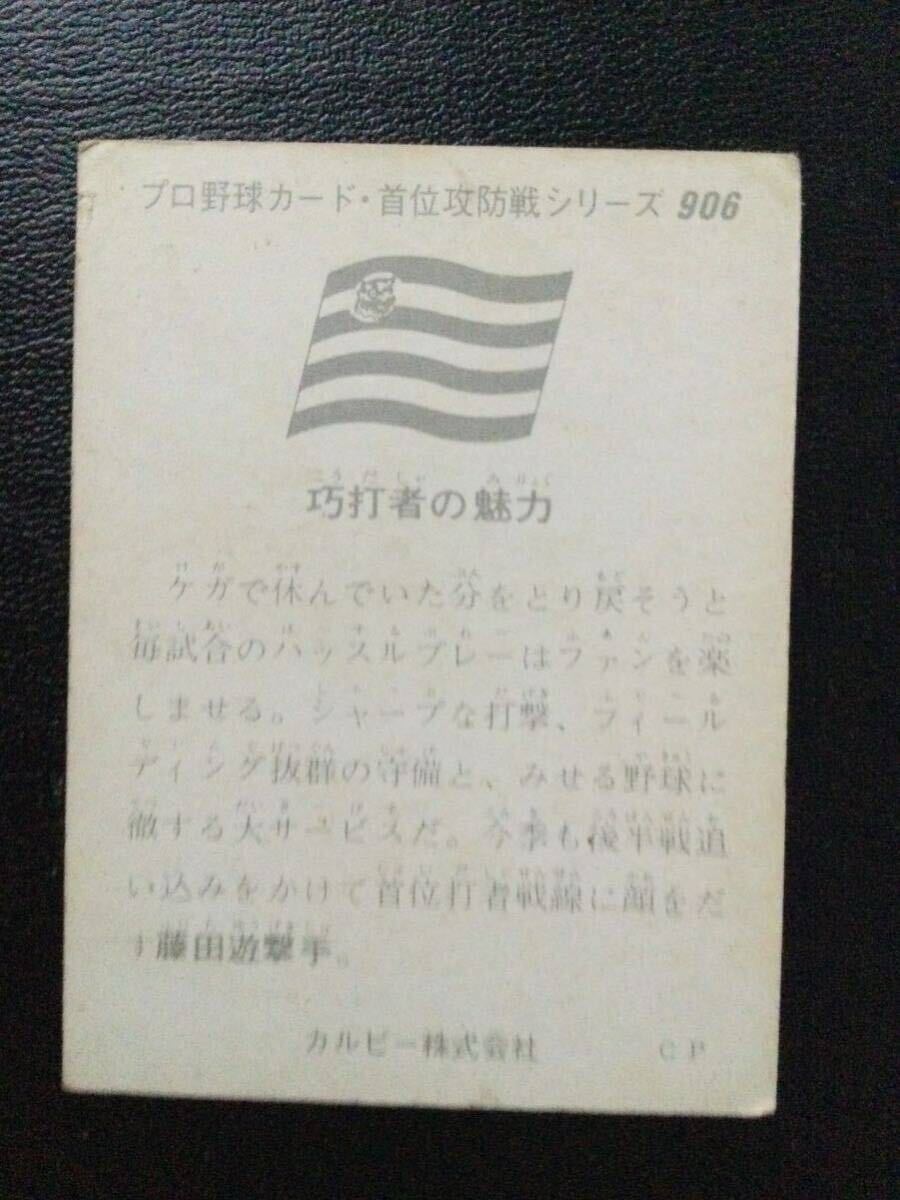 プロ野球カード・首位攻防戦シリーズ 906
巧打者の魅力
ケガで休んでいた分をとり戻そうと
毎試合のハッスルプレーはファンを楽
しませる。シャープな打撃、フィール
ディング抜群の守備と、みせる野球に
徹する大サービスだ。今季も後半戦追
い込みをかけて首位打者戦線に顔をだ
す藤田遊撃手。
カルビー株式会社 CP